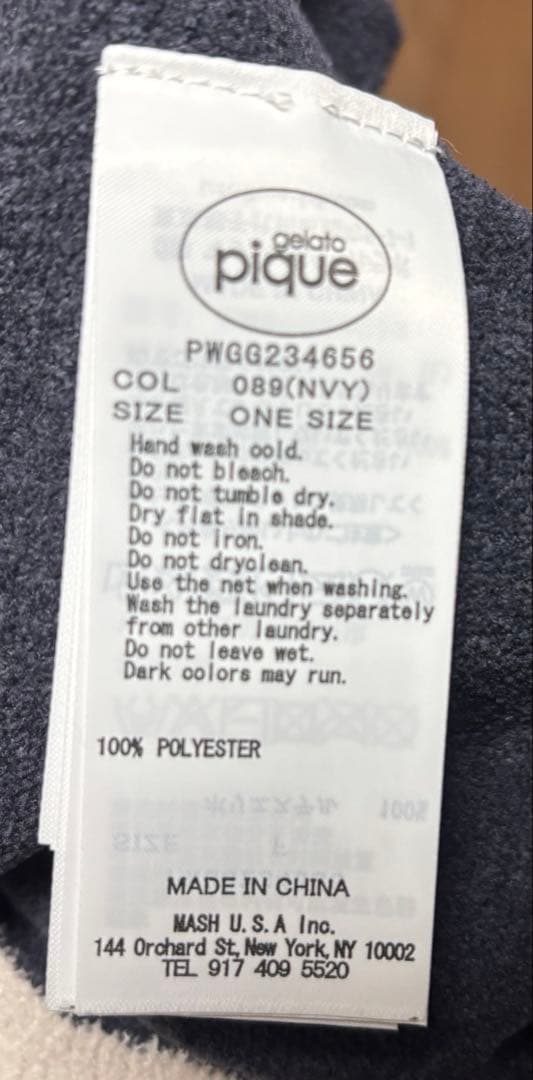 gelato
pique
PWGG234656
COL 089(NVY)
SIZE ONE SIZE
Hand wash cold.
Do not bleach.
Do not tumble dry.
Dry flat in shade.
Do not iron.
Do not dryclean.
Use the net when washing.
Wash the laundry separately
from other laundry.
Do not leave wet.
Dark colors may run.
100% POLYESTER
MADE IN CHINA
MASH U.S.A Inc.
144 Orchard St, New York, NY 10002
TEL 917 409 5520